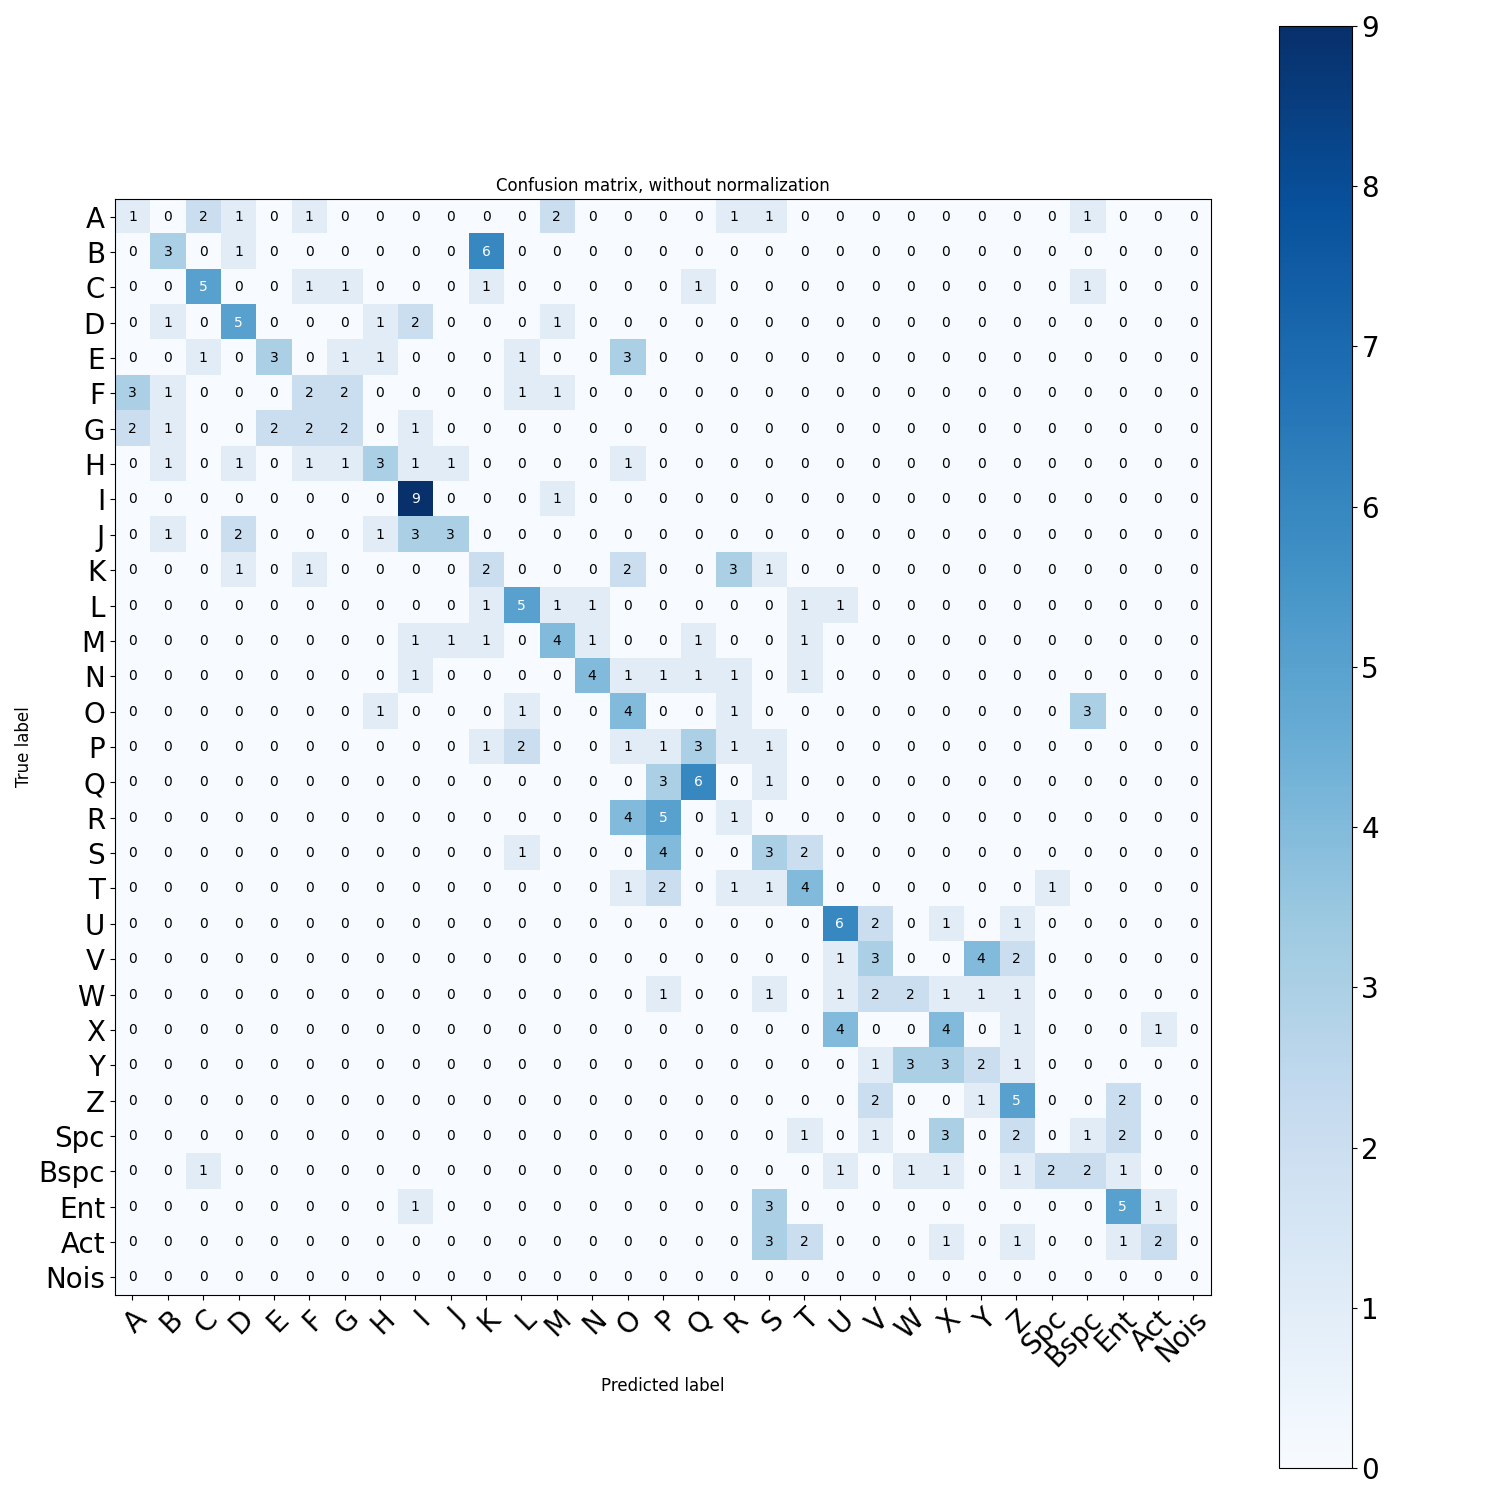 Confusion matrix, without normalization
A 1 0 2 1 0 1 0 0 0 0 0 0 2 0 0 0 0 1 1 0 0 0 0 0 0 0 0 1 0 0 0
B 0 3 0 1 0 0 0 0 0 0 6 0 0 0 0 0 0 0 0 0 0 0 0 0 0 0 0 0 0 0 0
C 0 0 5 0 0 1 1 0 0 0 1 0 0 0 0 0 1 0 0 0 0 0 0 0 0 0 0 1 0 0 0
D 0 1 0 5 0 0 0 1 2 0 0 0 1 0 0 0 0 0 0 0 0 0 0 0 0 0 0 0 0 0 0
E 0 0 1 0 3 0 1 1 0 0 0 1 0 0 3 0 0 0 0 0 0 0 0 0 0 0 0 0 0 0 0
F 3 1 0 0 0 2 2 0 0 0 0 1 1 0 0 0 0 0 0 0 0 0 0 0 0 0 0 0 0 0 0
G 2 1 0 0 2 2 2 0 1 0 0 0 0 0 0 0 0 0 0 0 0 0 0 0 0 0 0 0 0 0 0
H 0 1 0 1 0 1 1 3 1 1 0 0 0 0 1 0 0 0 0 0 0 0 0 0 0 0 0 0 0 0 0
I 0 0 0 0 0 0 0 0 9 0 0 0 1 0 0 0 0 0 0 0 0 0 0 0 0 0 0 0 0 0 0
J 0 1 0 2 0 0 0 1 3 3 0 0 0 0 0 0 0 0 0 0 0 0 0 0 0 0 0 0 0 0 0
K 0 0 0 1 0 1 0 0 0 0 2 0 0 0 2 0 0 3 1 0 0 0 0 0 0 0 0 0 0 0 0
L 0 0 0 0 0 0 0 0 0 0 1 5 1 1 0 0 0 0 0 1 1 0 0 0 0 0 0 0 0 0 0
M 0 0 0 0 0 0 0 0 1 1 1 0 4 1 0 0 1 0 0 1 0 0 0 0 0 0 0 0 0 0 0
N 0 0 0 0 0 0 0 0 1 0 0 0 0 4 1 1 1 1 0 1 0 0 0 0 0 0 0 0 0 0 0
O 0 0 0 0 0 0 0 1 0 0 0 1 0 0 4 0 0 1 0 0 0 0 0 0 0 0 0 3 0 0 0
P 0 0 0 0 0 0 0 0 0 0 1 2 0 0 1 1 3 1 1 0 0 0 0 0 0 0 0 0 0 0 0
Q 0 0 0 0 0 0 0 0 0 0 0 0 0 0 0 3 6 0 1 0 0 0 0 0 0 0 0 0 0 0 0
R 0 0 0 0 0 0 0 0 0 0 0 0 0 0 4 5 0 1 0 0 0 0 0 0 0 0 0 0 0 0 0
S 0 0 0 0 0 0 0 0 0 0 0 1 0 0 0 4 0 0 3 2 0 0 0 0 0 0 0 0 0 0 0
T 0 0 0 0 0 0 0 0 0 0 0 0 0 0 1 2 0 1 1 4 0 0 0 0 0 0 1 0 0 0 0
U 0 0 0 0 0 0 0 0 0 0 0 0 0 0 0 0 0 0 0 0 6 2 0 1 0 1 0 0 0 0 0
V 0 0 0 0 0 0 0 0 0 0 0 0 0 0 0 0 0 0 0 0 1 3 0 0 4 2 0 0 0 0 0
W 0 0 0 0 0 0 0 0 0 0 0 0 0 0 0 1 0 0 1 0 1 2 2 1 1 1 0 0 0 0 0
X 0 0 0 0 0 0 0 0 0 0 0 0 0 0 0 0 0 0 0 0 4 0 0 4 0 1 0 0 0 1 0
Y 0 0 0 0 0 0 0 0 0 0 0 0 0 0 0 0 0 0 0 0 0 1 3 3 2 1 0 0 0 0 0
Z 0 0 0 0 0 0 0 0 0 0 0 0 0 0 0 0 0 0 0 0 0 2 0 0 1 5 0 0 2 0 0
Spc 0 0 0 0 0 0 0 0 0 0 0 0 0 0 0 0 0 0 0 1 0 1 0 3 0 2 0 1 2 0 0
Bspc 0 0 1 0 0 0 0 0 0 0 0 0 0 0 0 0 0 0 0 0 1 0 1 1 0 1 2 2 1 0 0
Ent 0 0 0 0 0 0 0 0 1 0 0 0 0 0 0 0 0 0 3 0 0 0 0 0 0 0 0 0 5 1 0
Act 0 0 0 0 0 0 0 0 0 0 0 0 0 0 0 0 0 0 3 2 0 0 0 1 0 1 0 0 1 2 0
Nois 0 0 0 0 0 0 0 0 0 0 0 0 0 0 0 0 0 0 0 0 0 0 0 0 0 0 0 0 0 0 0
A B C D E F G H I J K L M N O P Q R S T U V W X Y Z Spc Bspc Ent Act Nois
Predicted label
True label
9
8
7
6
5
4
3
2
1
0